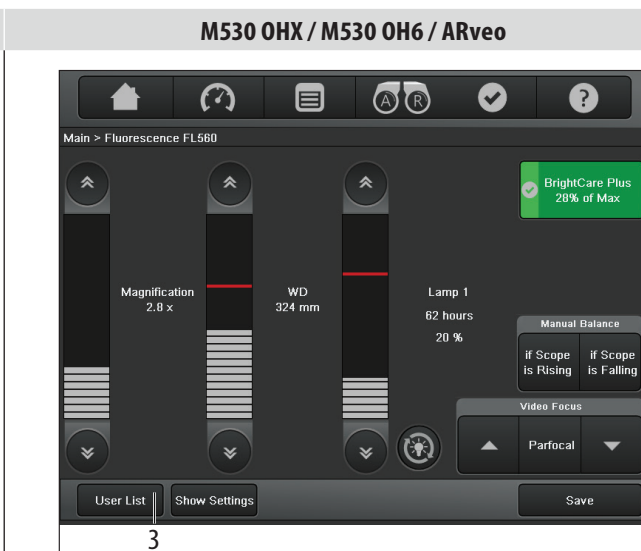 M530 OHX / M530 OH6 / ARveo
A R ?
Main > Fluorescence FL560
BrightCare Plus
28% of Max
Magnification
2.8 x
WD
324 mm
Lamp 1
62 hours
20 %
Manual Balance
if Scope
is Rising
if Scope
is Falling
Video Focus
Parfocal
User List
Show Settings
Save
3